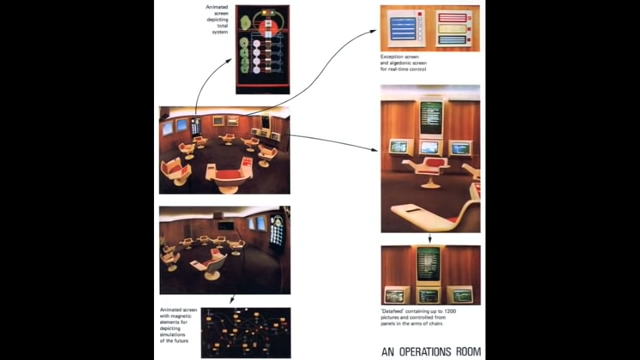 Animated
screen
depicting
total
system
Exception screen
and algedonic screen
for real-time control
Animated screen
with magnetic
elements for
depicting
simulations
of the future
'Datafeed' containing up to 1200
pictures and controlled from
panels in the arms of chairs
AN OPERATIONS ROOM